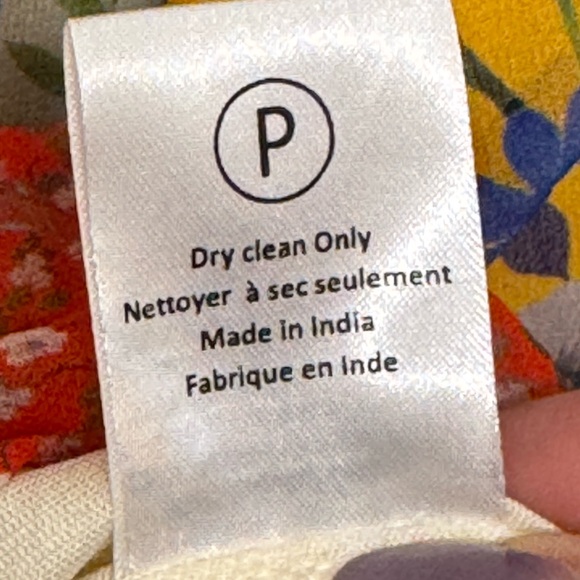 P
Dry clean Only
Nettoyer à sec seulement
Made in India
Fabrique en Inde